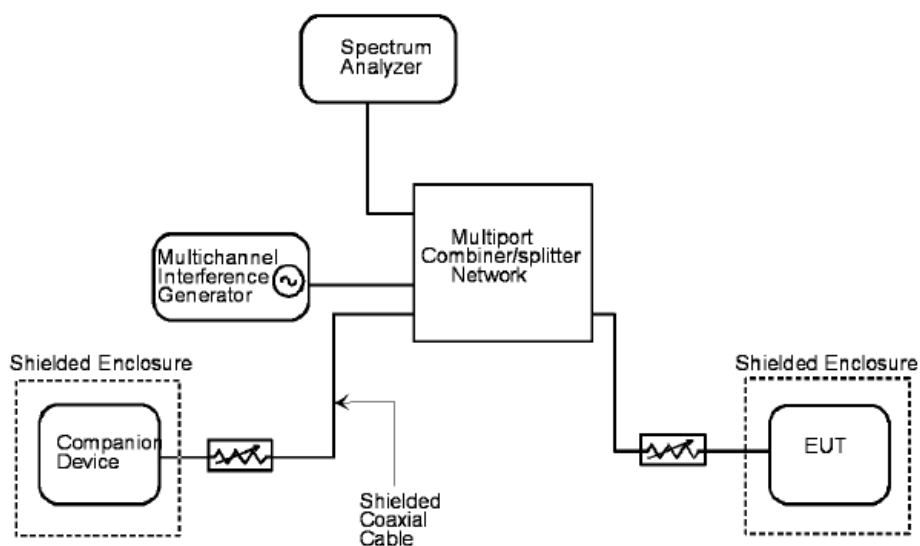 Spectrum
Analyzer
Multiport
Combiner/splitter
Network
Multichannel
Interference
Generator
Shielded Enclosure
Companion
Device
Shielded
Coaxial
Cable
Shielded Enclosure
EUT